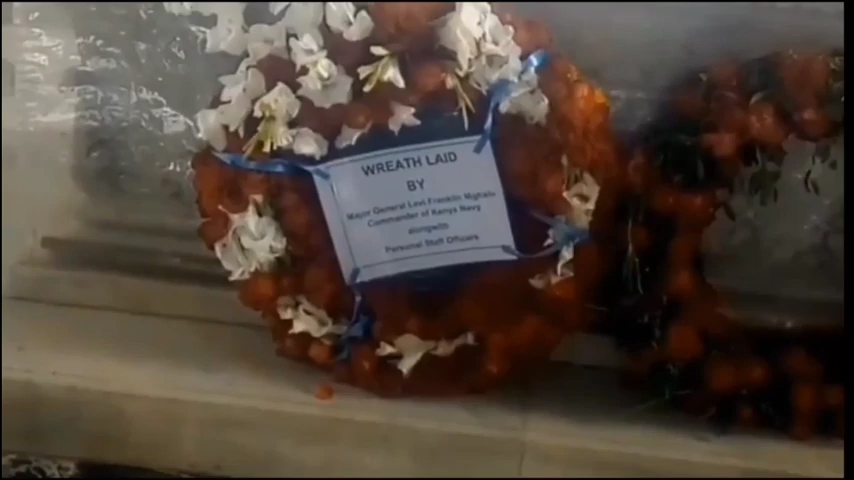 WREATH LAID
BY
Major General Levi Franklin Mghalu
Commander of Kenya Navy
alongwith
Personal Staff Officers